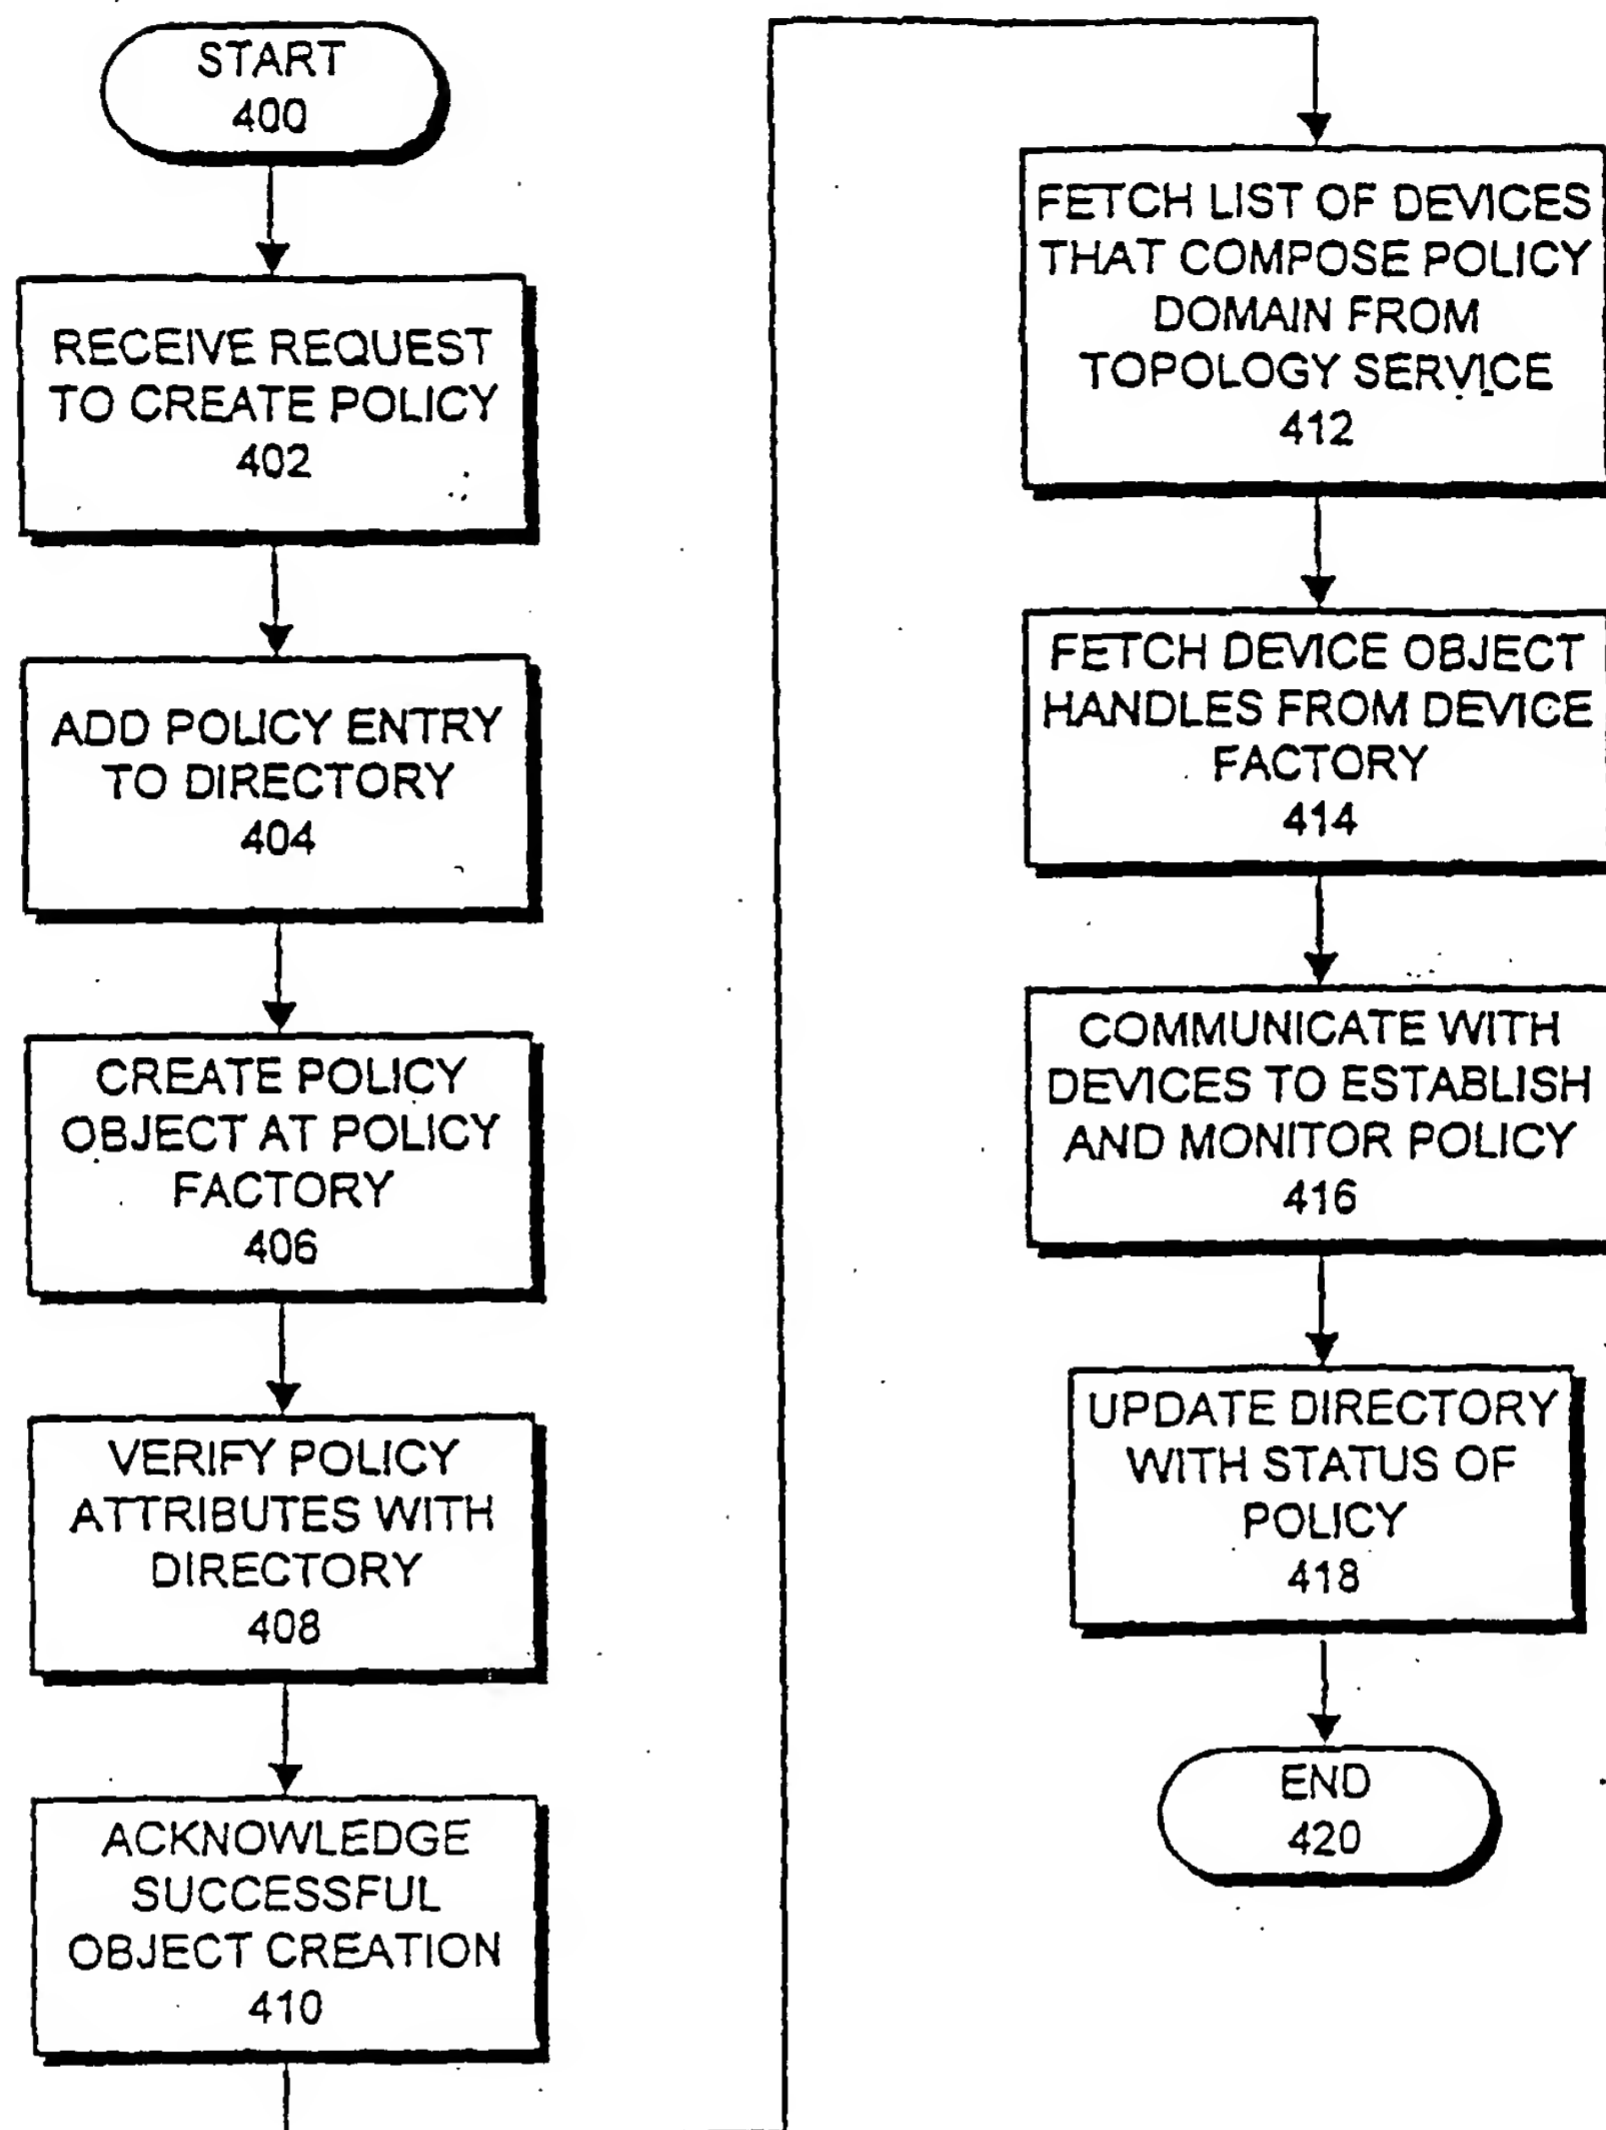 START
400
RECEIVE REQUEST
TO CREATE POLICY
402
ADD POLICY ENTRY
TO DIRECTORY
404
CREATE POLICY
OBJECT AT POLICY
FACTORY
406
VERIFY POLICY
ATTRIBUTES WITH
DIRECTORY
408
ACKNOWLEDGE
SUCCESSFUL
OBJECT CREATION
410
FETCH LIST OF DEVICES
THAT COMPOSE POLICY
DOMAIN FROM
TOPOLOGY SERVICE
412
FETCH DEVICE OBJECT
HANDLES FROM DEVICE
FACTORY
414
COMMUNICATE WITH
DEVICES TO ESTABLISH
AND MONITOR POLICY
416
UPDATE DIRECTORY
WITH STATUS OF
POLICY
418
END
420